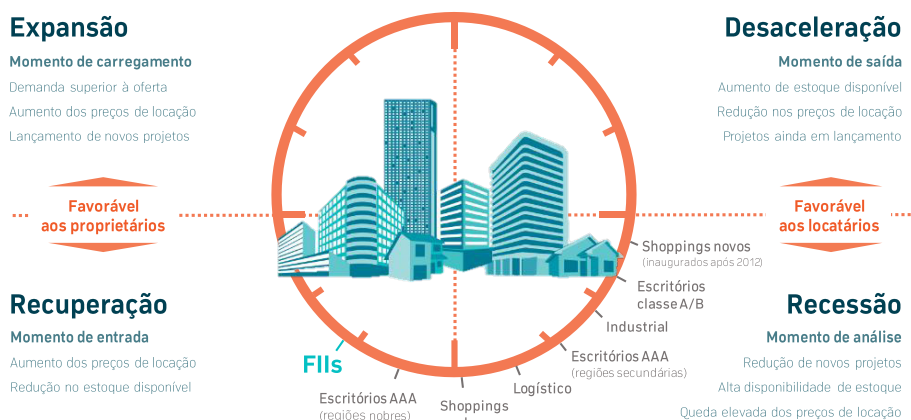 Expansão
Momento de carregamento
Demanda superior à oferta
Aumento dos preços de locação
Lançamento de novos projetos
Desaceleração
Momento de saída
Aumento de estoque disponível
Redução nos preços de locação
Projetos ainda em lançamento
Favorável
aos proprietários
Favorável
aos locatários
Recuperação
Momento de entrada
Aumento dos preços de locação
Redução no estoque disponível
Recessão
Momento de análise
Redução de novos projetos
Alta disponibilidade de estoque
Queda elevada dos preços de locação
Shoppings novos
(inaugurados após 2012)
Escritórios
classe A/B
Industrial
Escritórios AAA
(regiões secundárias)
Logístico
Shoppings
Escritórios AAA
(regiões nobres)
FIIs